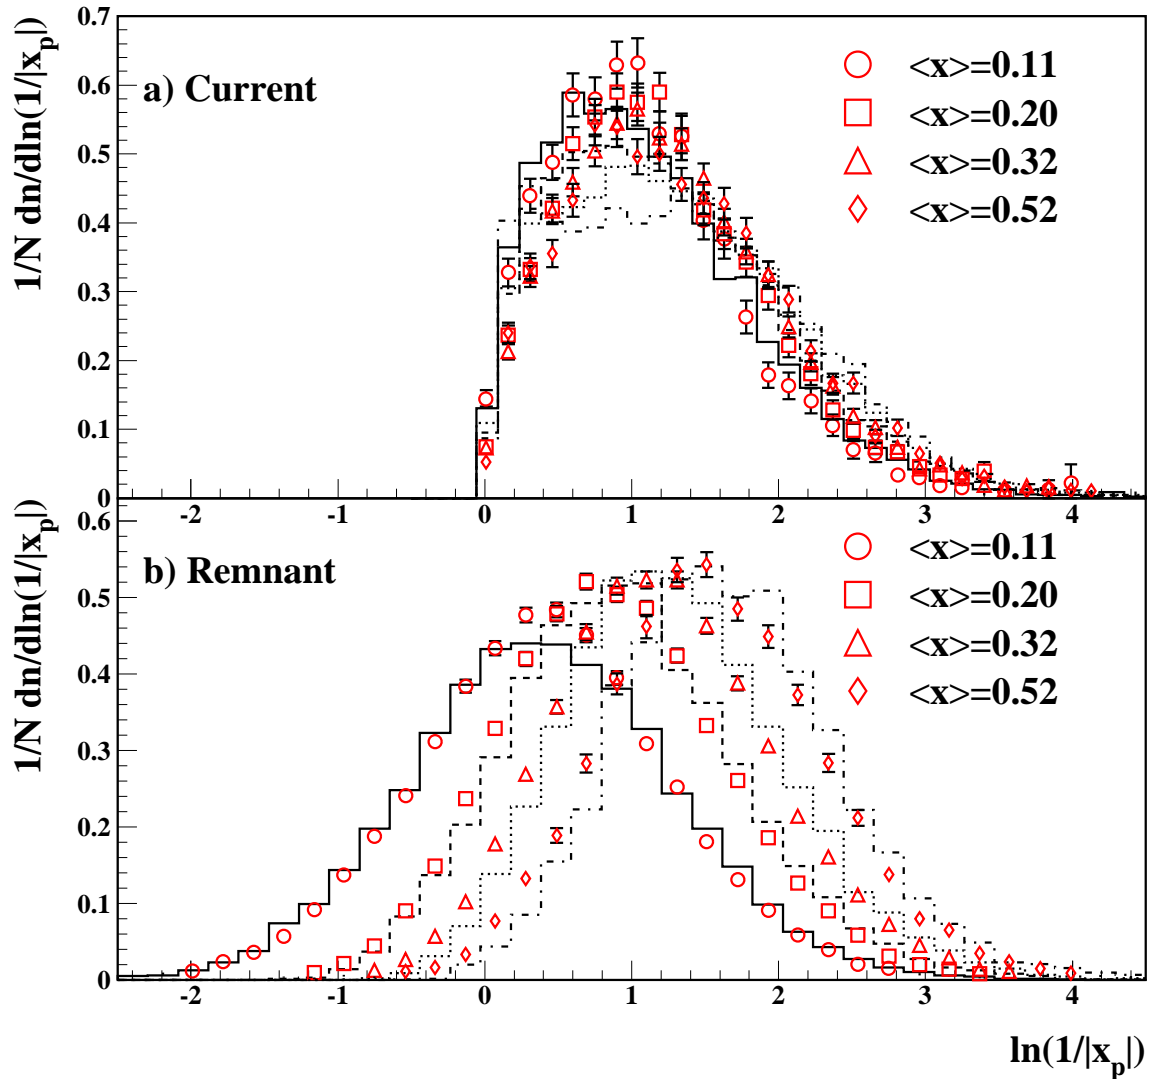 1/N dn/dln(1/|x_p|)
0.7
0.6
0.5
0.4
0.3
0.2
0.1
0
a) Current
<x>=0.11
<x>=0.20
<x>=0.32
<x>=0.52
-2 -1 0 1 2 3 4
1/N dn/dln(1/|x_p|)
0.6
0.5
0.4
0.3
0.2
0.1
0
b) Remnant
<x>=0.11
<x>=0.20
<x>=0.32
<x>=0.52
-2 -1 0 1 2 3 4
ln(1/|x_p|)